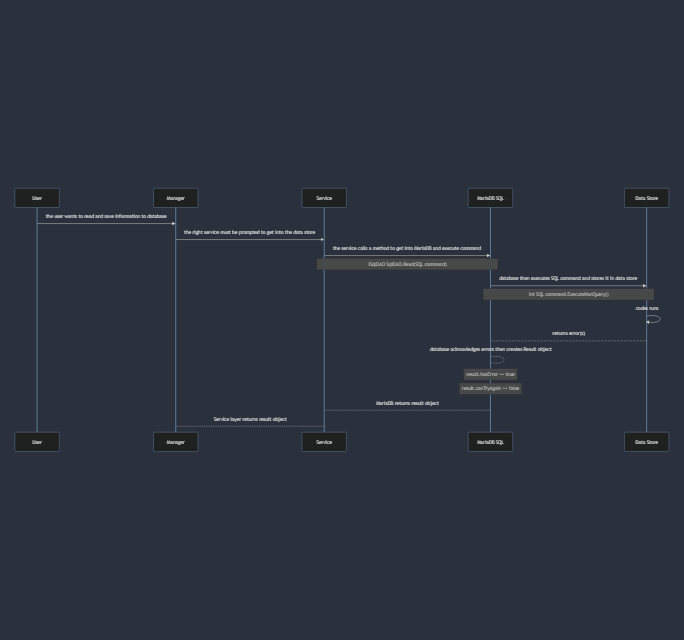 User
Manager
Service
MariaDB SQL
Data Store
the user wants to read and save information to database
the right service must be prompted to get into the data store
the service calls a method to get into MariaDB and execute command
ISqlDAO SqlDAO.Read(SQL command)
database then executes SQL command and stores it in data store
int SQL command.ExecuteNonQuery()
codes runs
returns error(s)
database acknowledges errors then creates Result object
result.hasError == true
result.canTryAgain == false
MariaDB returns result object
Service layer returns result object
User
Manager
Service
MariaDB SQL
Data Store